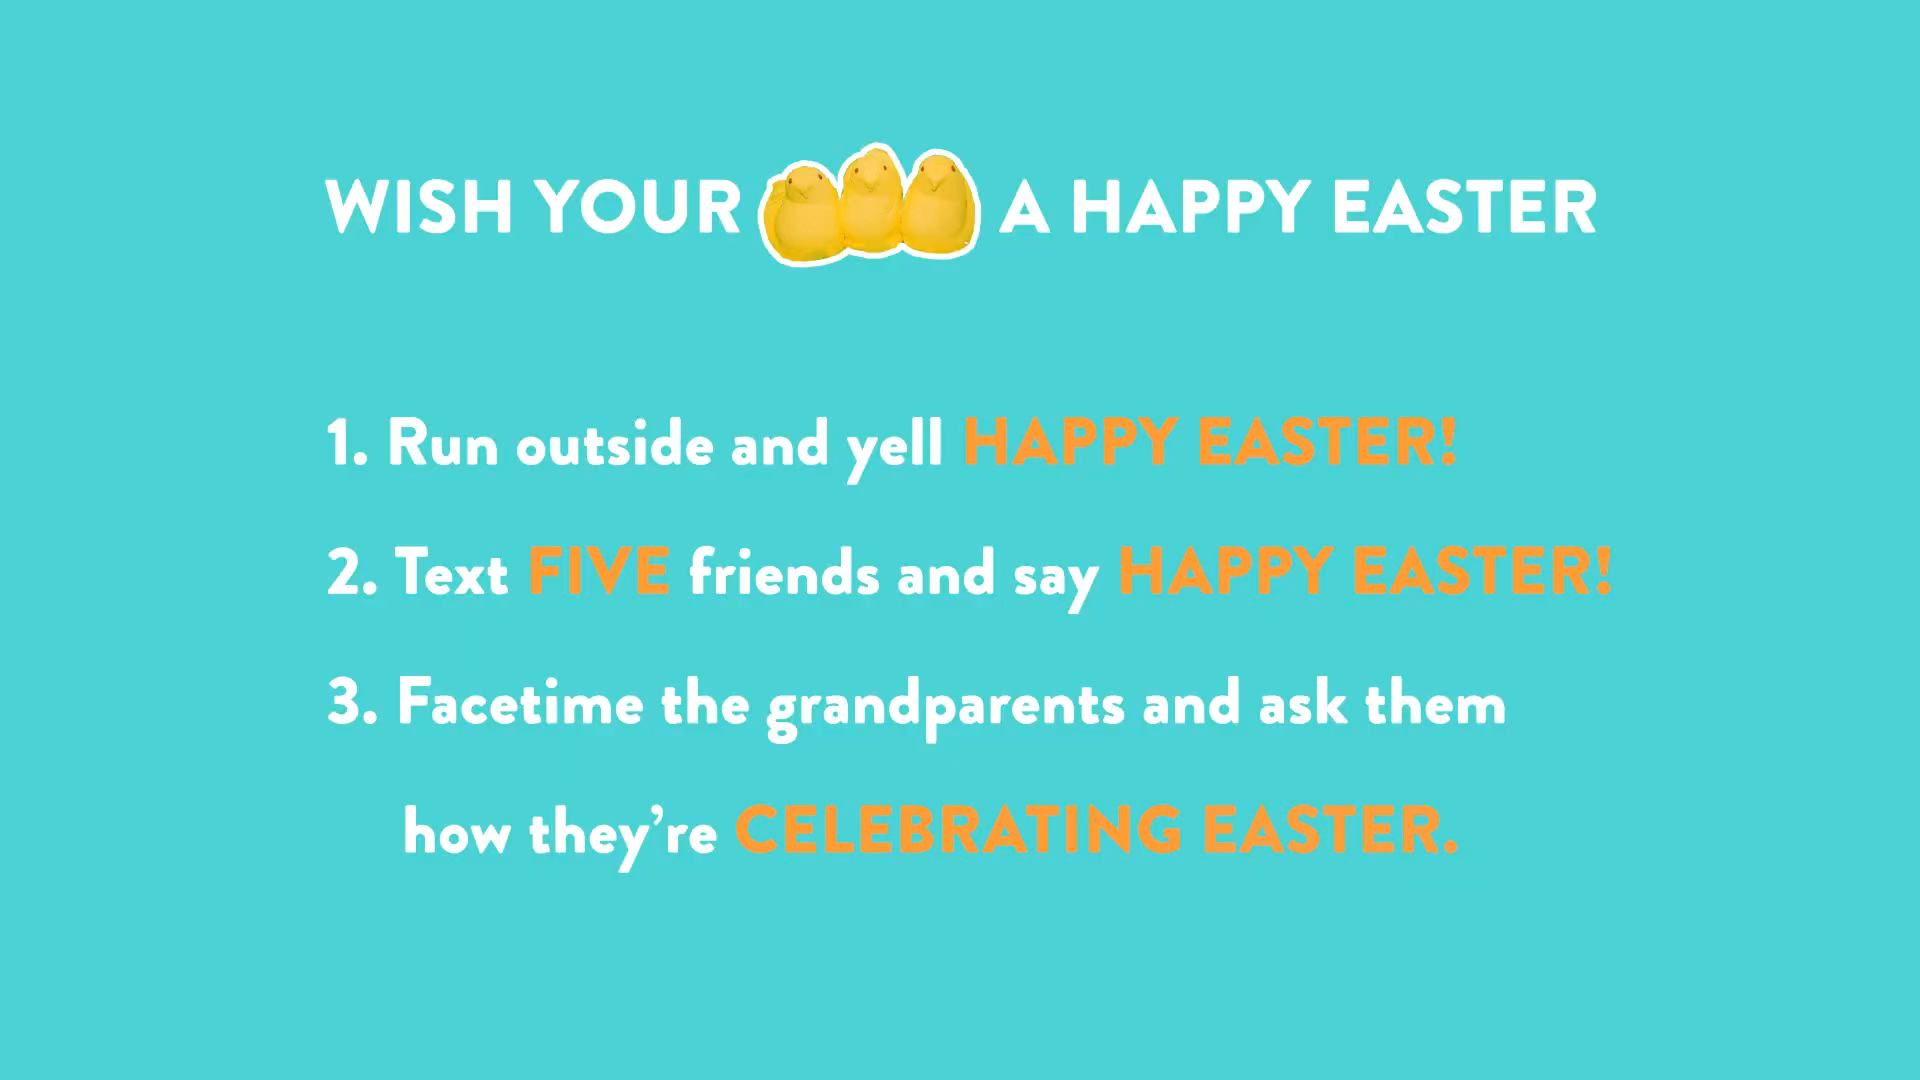 WISH YOUR A HAPPY EASTER
1. Run outside and yell HAPPY EASTER!
2. Text FIVE friends and say HAPPY EASTER!
3. Facetime the grandparents and ask them
how they’re CELEBRATING EASTER.